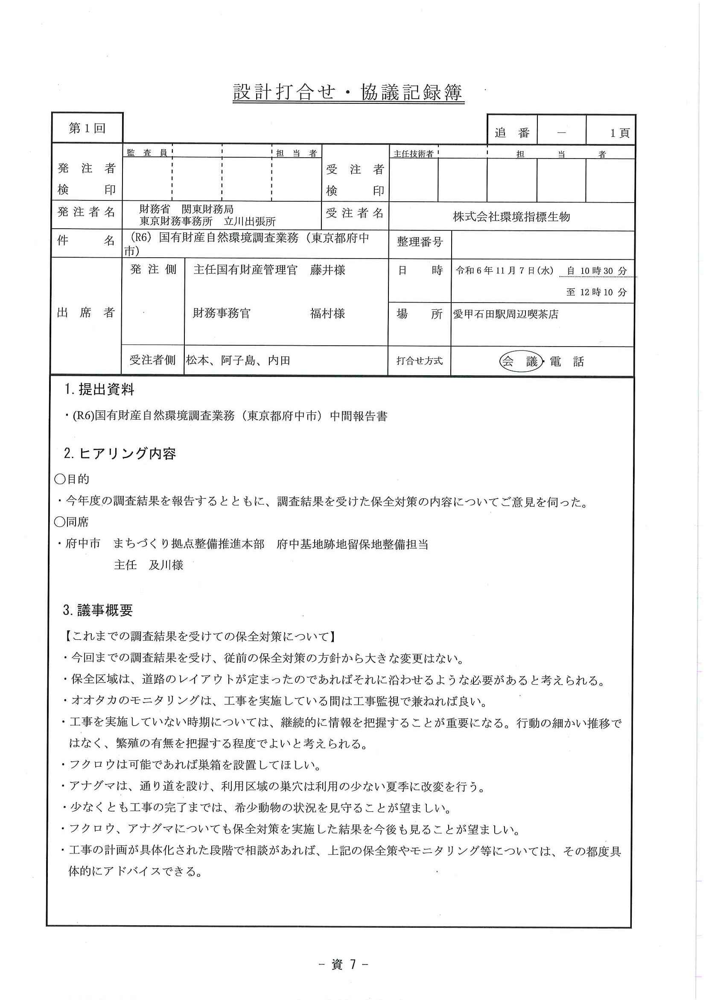 設計打合せ・協議記録簿
第1回
追 番 － 1頁
監 査 員 担 当 者 主任技術者 担 当 者
発 注 者 検 印
受 注 者 検 印
発注者名
財務省 関東財務局
東京財務事務所 立川出張所
受注者名
株式会社環境指標生物
件 名
(R6) 国有財産自然環境調査業務（東京都府中
市）
整理番号
出 席 者
発 注 側
主任国有財産管理官 藤井様
財務事務官 福村様
日 時
令和6年11月7日(水) 自 10時30 分
至 12時10 分
場 所
愛甲石田駅周辺喫茶店
受注者側
松本、阿子島、内田
打合せ方式
会 議・電 話
1. 提出資料
・(R6)国有財産自然環境調査業務（東京都府中市）中間報告書
2. ヒアリング内容
〇目的
・今年度の調査結果を報告するとともに、調査結果を受けた保全対策の内容についてご意見を伺った。
〇同席
・府中市 まちづくり拠点整備推進本部 府中基地跡地留保地整備担当
主任 及川様
3. 議事概要
【これまでの調査結果を受けての保全対策について】
・今回までの調査結果を受け、従前の保全対策の方針から大きな変更はない。
・保全区域は、道路のレイアウトが定まったのであればそれに沿わせるような必要があると考えられる。
・オオタカのモニタリングは、工事を実施している間は工事監視で兼ねれば良い。
・工事を実施していない時期については、継続的に情報を把握することが重要になる。行動の細かい推移で
はなく、繁殖の有無を把握する程度でよいと考えられる。
・フクロウは可能であれば巣箱を設置してほしい。
・アナグマは、通り道を設け、利用区域の巣穴は利用の少ない夏季に改変を行う。
・少なくとも工事の完了までは、希少動物の状況を見守ることが望ましい。
・フクロウ、アナグマについても保全対策を実施した結果を今後も見ることが望ましい。
・工事の計画が具体化された段階で相談があれば、上記の保全策やモニタリング等については、その都度具
体的にアドバイスできる。
- 資 7 -